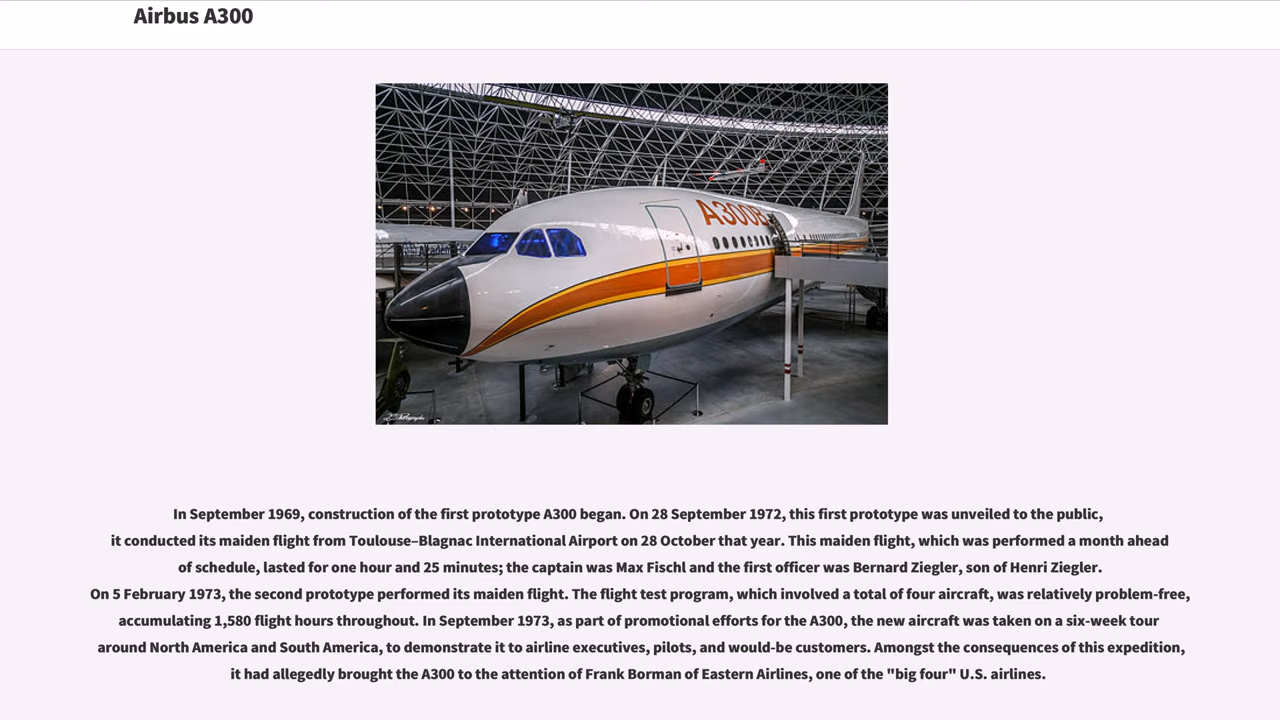 Airbus A300
A300B
In September 1969, construction of the first prototype A300 began. On 28 September 1972, this first prototype was unveiled to the public,
it conducted its maiden flight from Toulouse–Blagnac International Airport on 28 October that year. This maiden flight, which was performed a month ahead
of schedule, lasted for one hour and 25 minutes; the captain was Max Fischl and the first officer was Bernard Ziegler, son of Henri Ziegler.
On 5 February 1973, the second prototype performed its maiden flight. The flight test program, which involved a total of four aircraft, was relatively problem-free,
accumulating 1,580 flight hours throughout. In September 1973, as part of promotional efforts for the A300, the new aircraft was taken on a six-week tour
around North America and South America, to demonstrate it to airline executives, pilots, and would-be customers. Amongst the consequences of this expedition,
it had allegedly brought the A300 to the attention of Frank Borman of Eastern Airlines, one of the "big four" U.S. airlines.